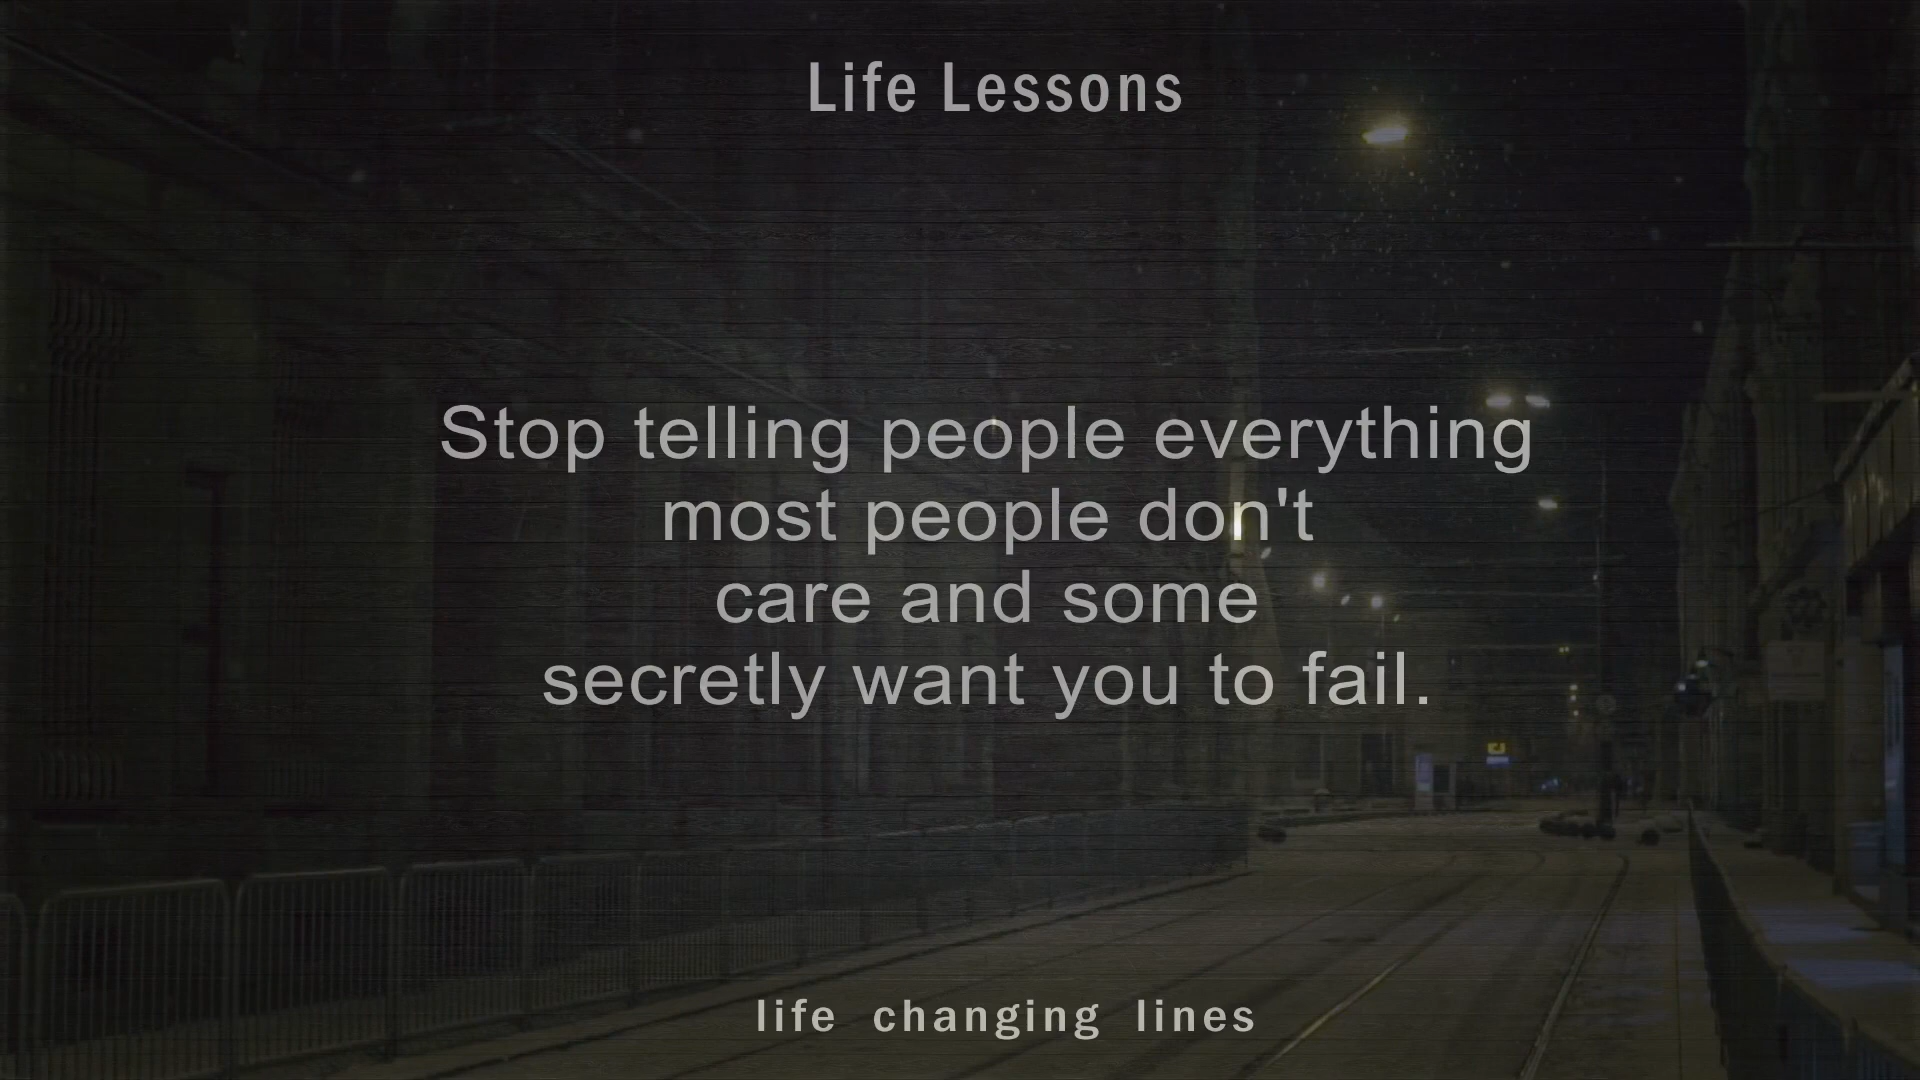 Life Lessons
Stop telling people everything
most people don't
care and some
secretly want you to fail.
life changing lines